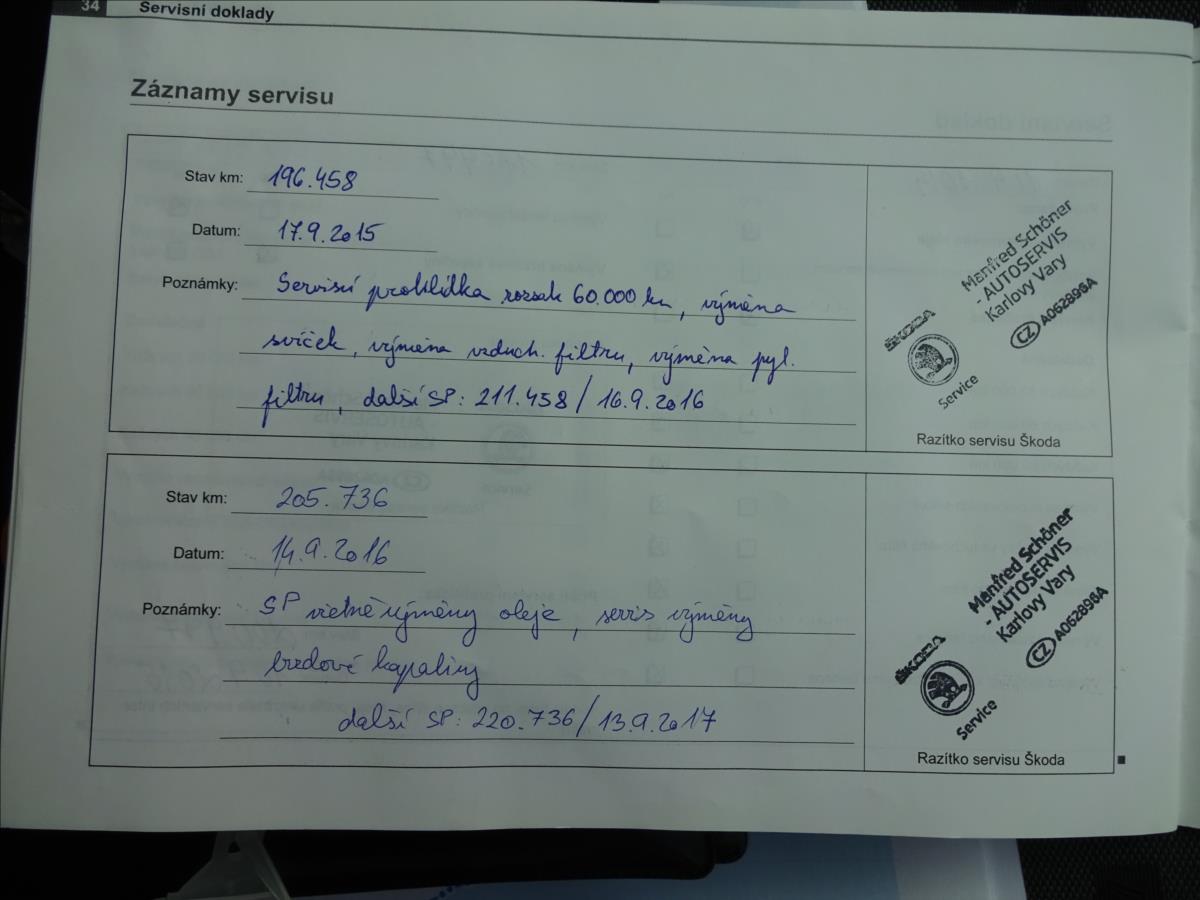 34 Servisní doklady
Záznamy servisu
Stav km: 196.458
Datum: 17.9.2015
Poznámky: Servisní prohlídka rozsah 60.000 km, výměna
svíček, výměna vzduch. filtru, výměna pyl.
filtru, další SP: 211.458 / 16.9.2016
Manfred Schöner
- AUTOSERVIS
Karlovy Vary
CZ A062896A
ŠKODA
Service
Razítko servisu Škoda
Stav km: 205.736
Datum: 14.9.2016
Poznámky: SP vletně výměny oleje, servis výměny
brzdové kapaliny
další SP: 220.736 / 13.9.2017
Manfred Schöner
- AUTOSERVIS
Karlovy Vary
CZ A062896A
ŠKODA
Service
Razítko servisu Škoda